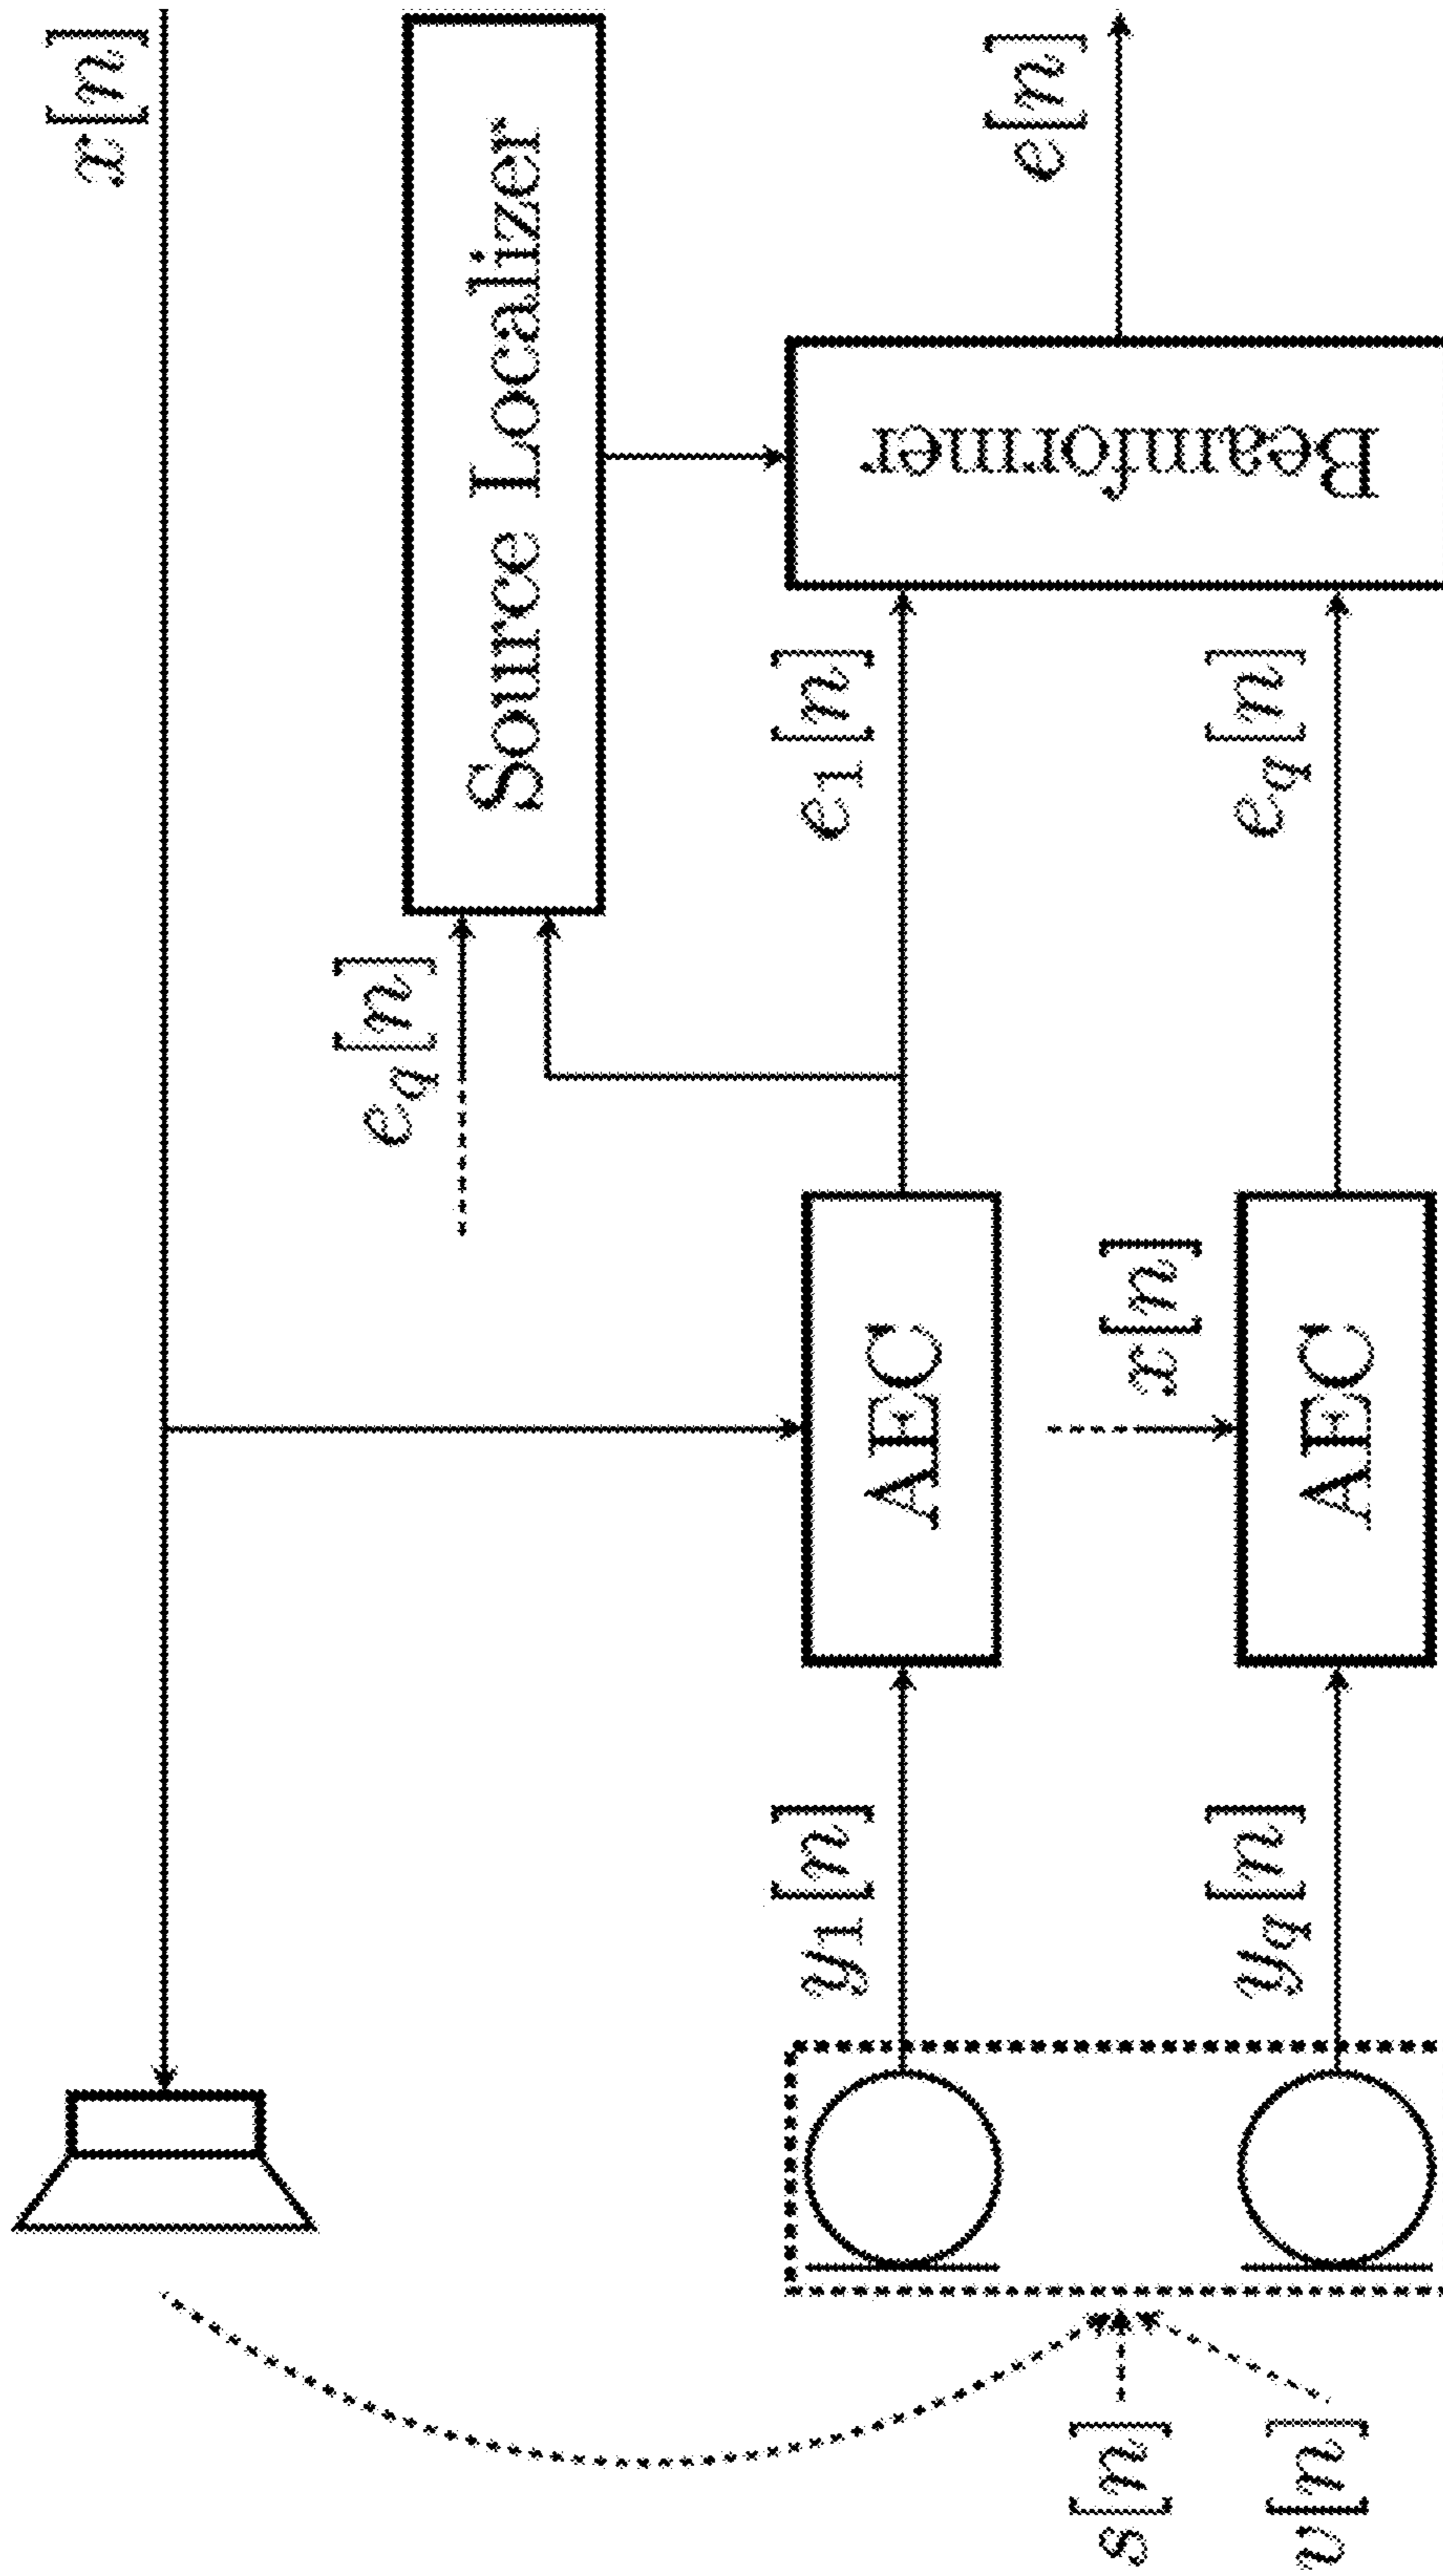 x[n]
Source Localizer
e_q[n]
e[n]
Beamformer
e_1[n]
AEC
y_1[n]
x[n]
e_q[n]
AEC
y_q[n]
s[n]
v[n]